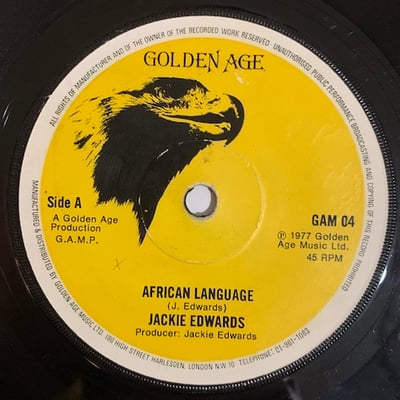 ALL RIGHTS OF MANUFACTURER AND OF THE OWNER OF THE RECORDED WORK RESERVED · UNAUTHORISED, PUBLIC PERFORMANCE BROADCASTING AND COPYING OF THIS RECORD PROHIBITED.
GOLDEN AGE
Side A
A Golden Age
Production
G.A.M.P.
GAM 04
℗ 1977 Golden
Age Music Ltd.
45 RPM
AFRICAN LANGUAGE
(J. Edwards)
JACKIE EDWARDS
Producer: Jackie Edwards
MANUFACTURED & DISTRIBUTED BY GOLDEN AGE MUSIC LTD. 180 HIGH STREET HARLESDEN, LONDON N.W.10 TELEPHONE: 01-961-1083